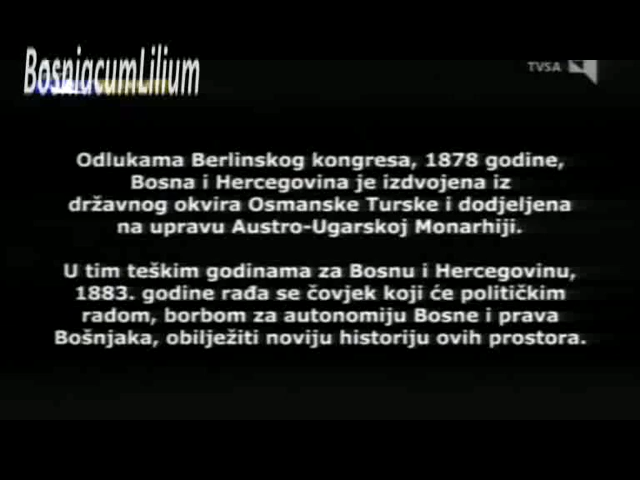 BosniacumLilium
TVSA
Odlukama Berlinskog kongresa, 1878 godine,
Bosna i Hercegovina je izdvojena iz
državnog okvira Osmanske Turske i dodjeljena
na upravu Austro-Ugarskoj Monarhiji.
U tim teškim godinama za Bosnu i Hercegovinu,
1883. godine rađa se čovjek koji će političkim
radom, borbom za autonomiju Bosne i prava
Bošnjaka, obilježiti noviju historiju ovih prostora.